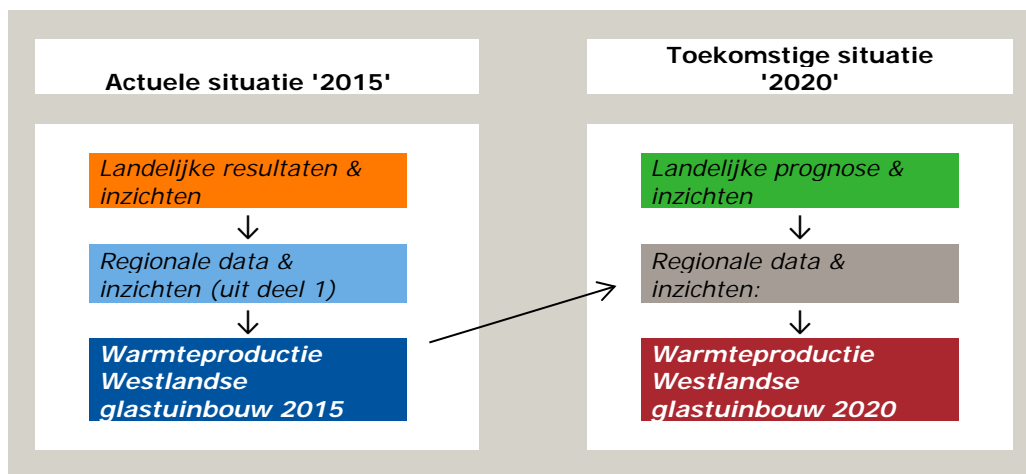 Actuele situatie '2015'
Landelijke resultaten &
inzichten
Regionale data &
inzichten (uit deel 1)
Warmteproductie
Westlandse
glastuinbouw 2015
Toekomstige situatie
'2020'
Landelijke prognose &
inzichten
Regionale data &
inzichten:
Warmteproductie
Westlandse
glastuinbouw 2020